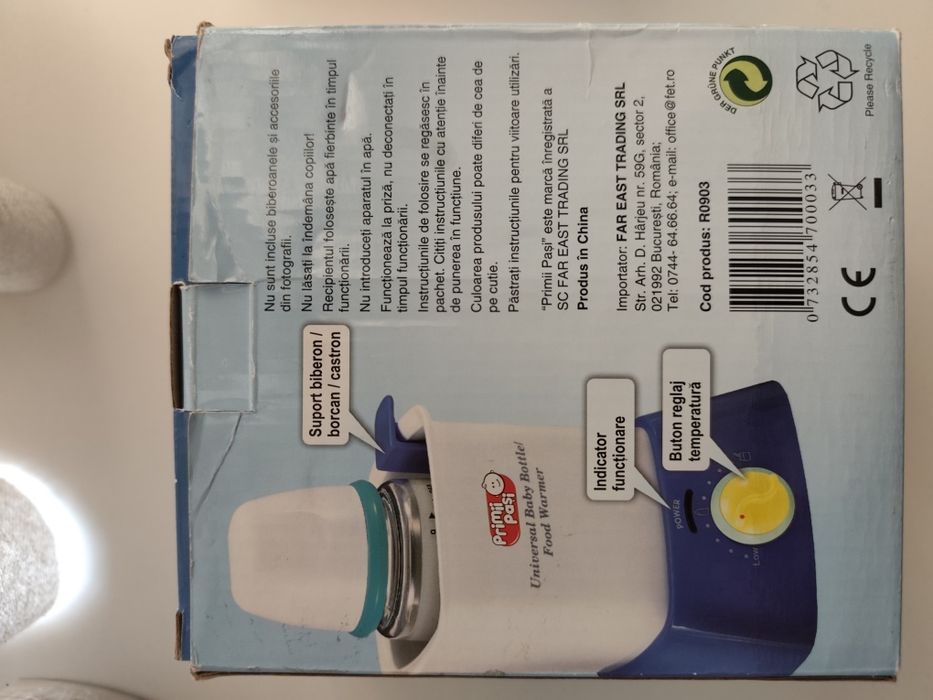 Nu sunt incluse biberoanele și accesoriile
din fotografii.
Nu lăsați la îndemâna copiilor!
Recipientul folosește apă fierbinte în timpul
funcționării.
Nu introduceți aparatul în apă.
Funcționează la priză, nu deconectați în
timpul funcționării.
Instrucțiunile de folosire se regăsesc în
pachet. Citiți instrucțiunile cu atenție înainte
de punerea în funcțiune.
Culoarea produsului poate diferi de cea de
pe cutie.
Păstrați instrucțiunile pentru viitoare utilizări.
"Primii Pași" este marcă înregistrată a
SC FAR EAST TRADING SRL
Produs în China
Importator: FAR EAST TRADING SRL
Str. Arh. D. Hârjeu nr. 59G, sector 2,
021992 București, România;
Tel: 0744- 64.66.64; e-mail: office@fet.ro
Cod produs: R0903
0 732854 700033
CE
DER GRÜNE PUNKT
Please Recycle
Suport biberon /
borcan / castron
Primii
Pași
Universal Baby Bottle/
Food Warmer
Indicator
funcționare
Buton reglaj
temperatură
POWER
LOW